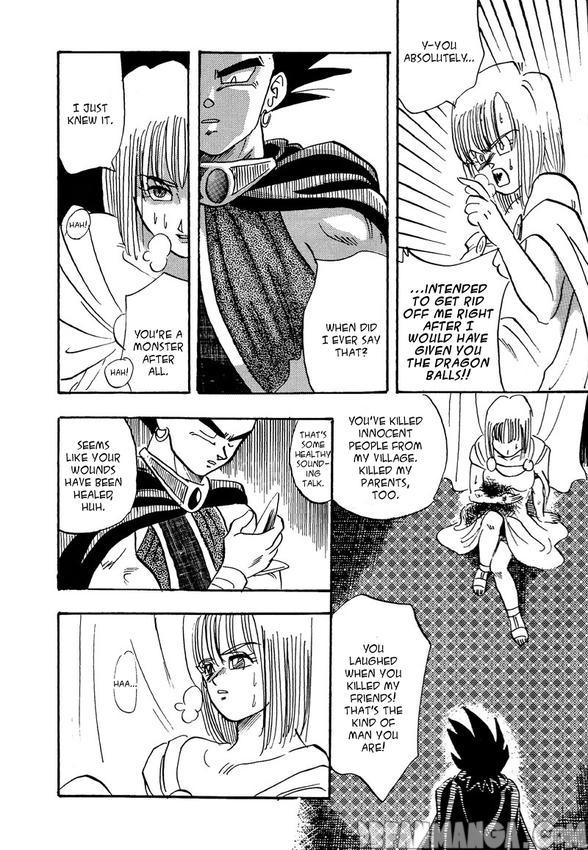 Y-YOU
ABSOLUTELY...
...INTENDED
TO GET RID
OFF ME RIGHT
AFTER I
WOULD HAVE
GIVEN YOU
THE DRAGON
BALLS!!
WHEN DID
I EVER SAY
THAT?
I JUST
KNEW IT.
HAH!
YOU'RE A
MONSTER
AFTER
ALL.
HAH!
YOU'VE KILLED
INNOCENT
PEOPLE FROM
MY VILLAGE.
KILLED MY
PARENTS,
TOO.
THAT'S
SOME
HEALTHY
SOUND-
ING
TALK.
SEEMS
LIKE YOUR
WOUNDS
HAVE BEEN
HEALED,
HUH.
YOU
LAUGHED
WHEN YOU
KILLED MY
FRIENDS!
THAT'S THE
KIND OF
MAN YOU
ARE!
HAA...